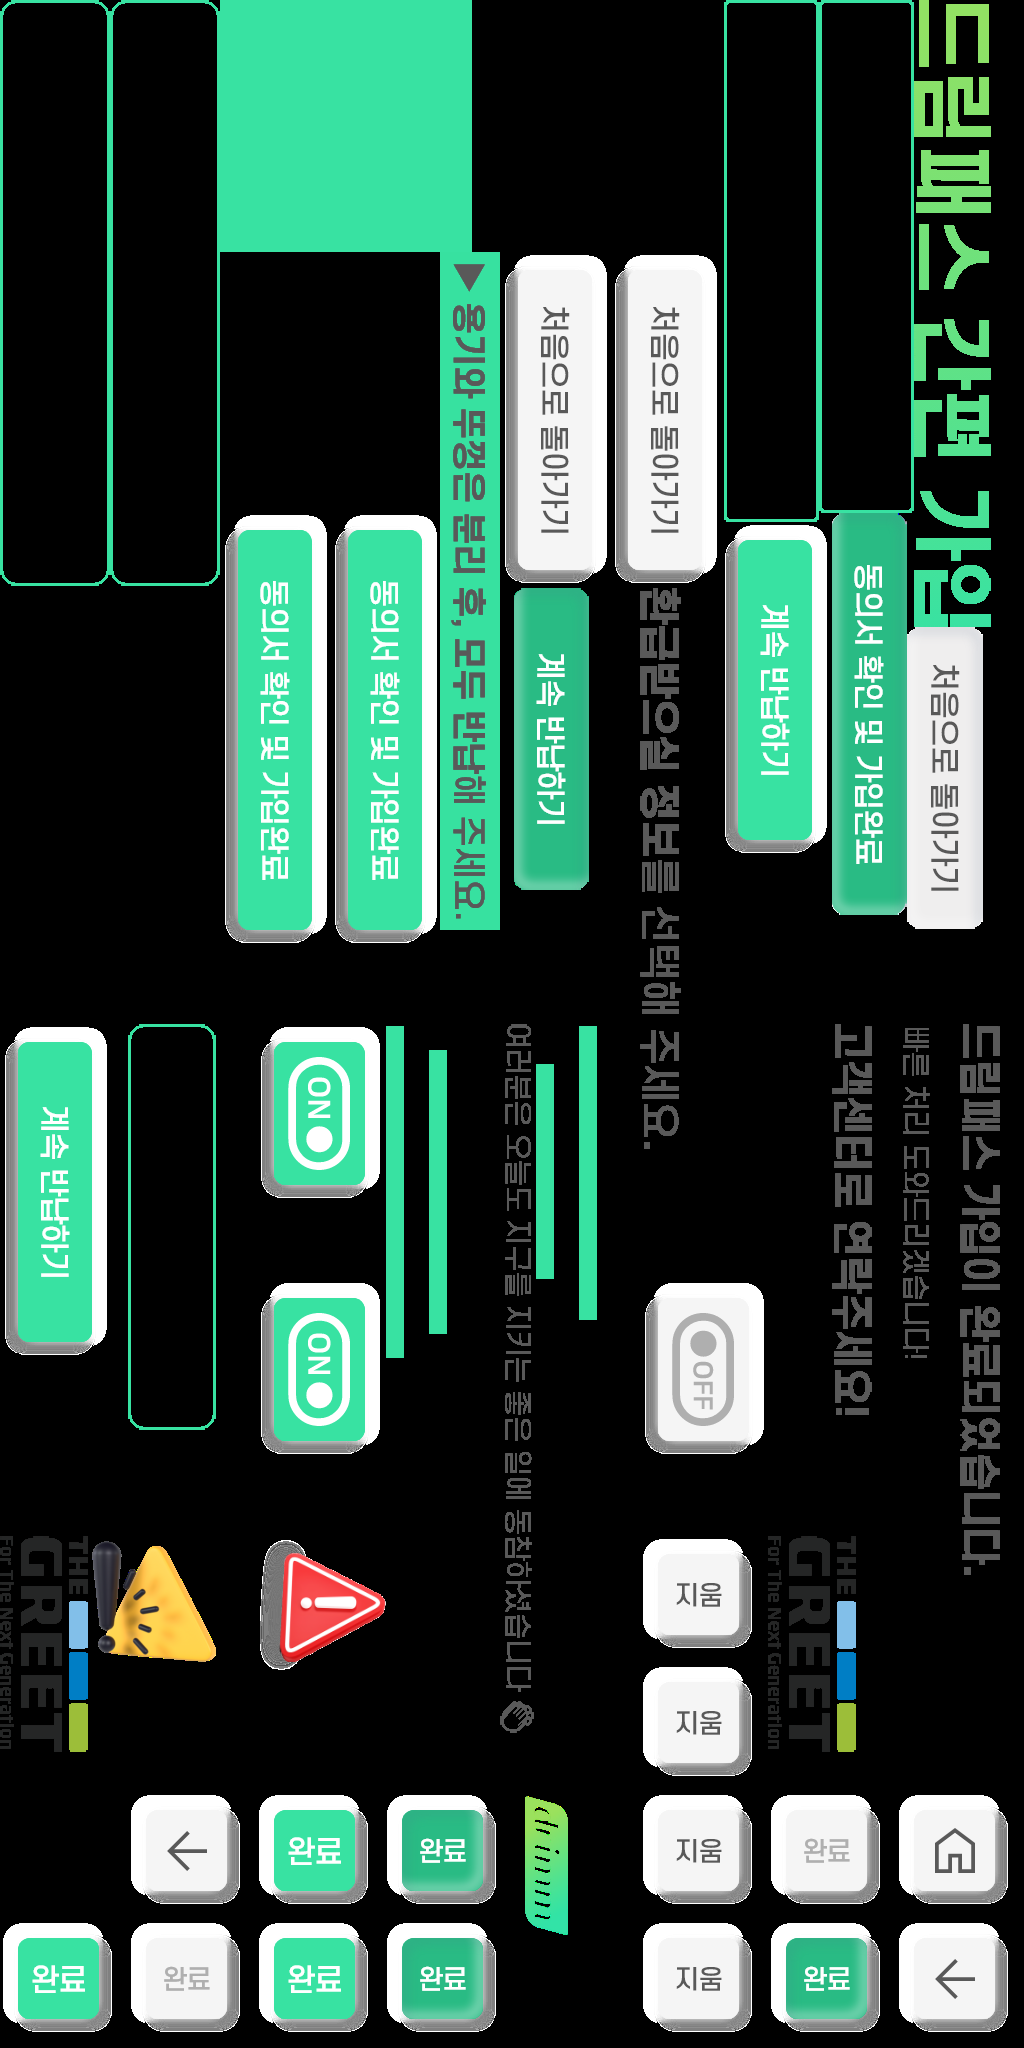 드림패스 간편 가입
처음으로 돌아가기
동의서 확인 및 가입완료
계속 반납하기
처음으로 돌아가기
처음으로 돌아가기
환급받으실 정보를 선택해 주세요.
계속 반납하기
▶ 용기와 뚜껑은 분리 후, 모두 반납해 주세요.
동의서 확인 및 가입완료
동의서 확인 및 가입완료
드림패스 가입이 완료되었습니다.
빠른 처리 도와드리겠습니다!
고객센터로 연락주세요!
여러분은 오늘도 지구를 지키는 좋은 일에 동참하셨습니다
ON
ON
OFF
계속 반납하기
THE
GREET
For The Next Generation
THE
GREET
For The Next Generation
지움
지움
완료
완료
지움
완료
완료
완료
완료
지움
완료